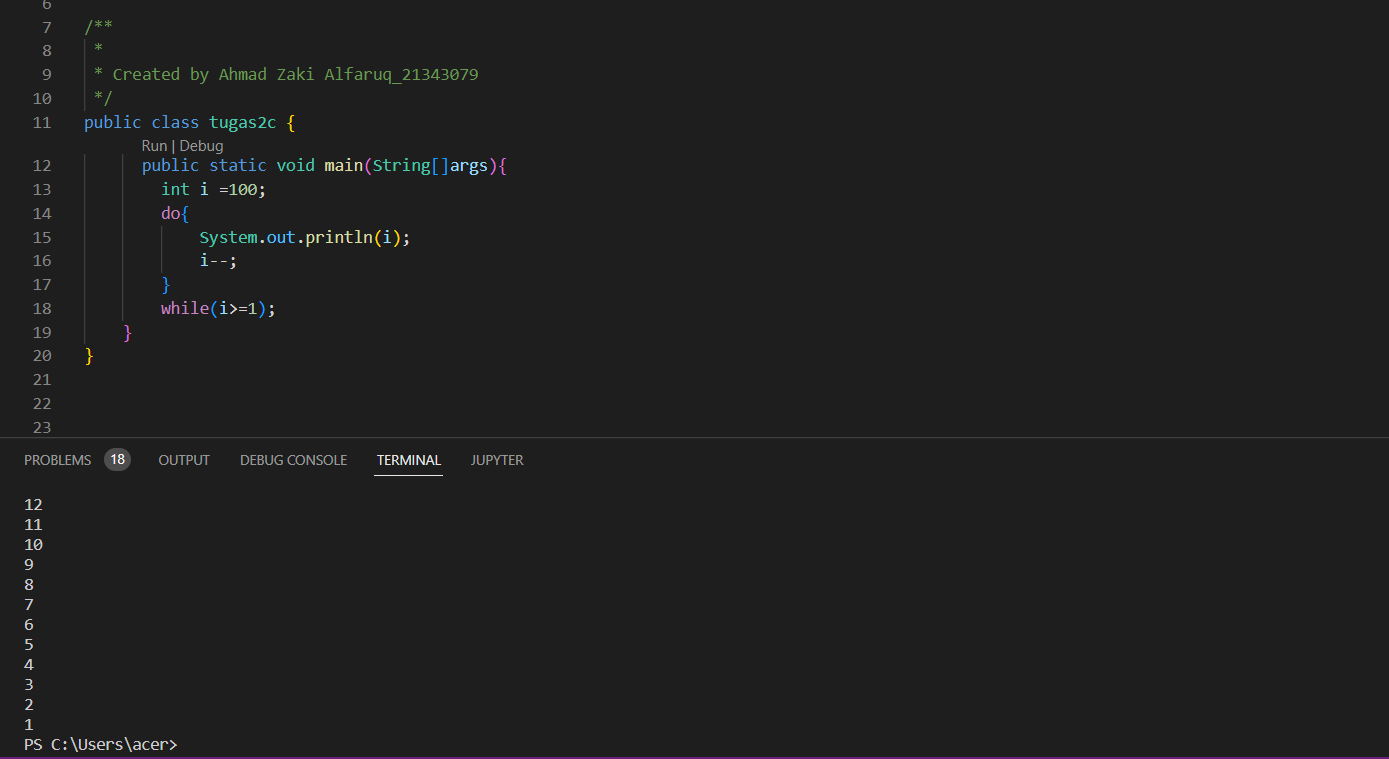 6
7 /**
8 *
9 * Created by Ahmad Zaki Alfaruq_21343079
10 */
11 public class tugas2c {
Run | Debug
12 public static void main(String[]args){
13 int i =100;
14 do{
15 System.out.println(i);
16 i--;
17 }
18 while(i>=1);
19 }
20 }
21
22
23
PROBLEMS 18 OUTPUT DEBUG CONSOLE TERMINAL JUPYTER
12
11
10
9
8
7
6
5
4
3
2
1
PS C:\Users\acer>